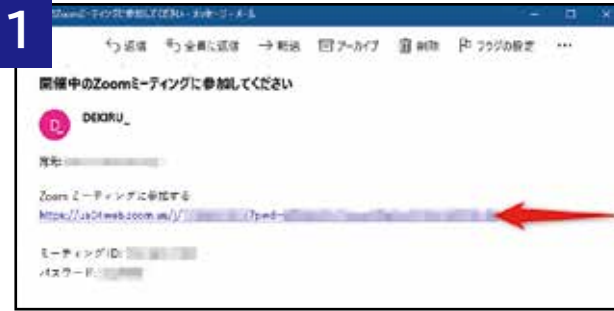 1
Zoomミーティングに参加してください - メッセージ - メール
返信 全員に返信 転送 アーカイブ 削除 フラグの設定 …
開催中のZoomミーティングに参加してください
D_
DEKIRU_
宛先:
Zoom ミーティングに参加する
https://us04web.zoom.us/j/ ?pwd=
ミーティングID:
パスワード: